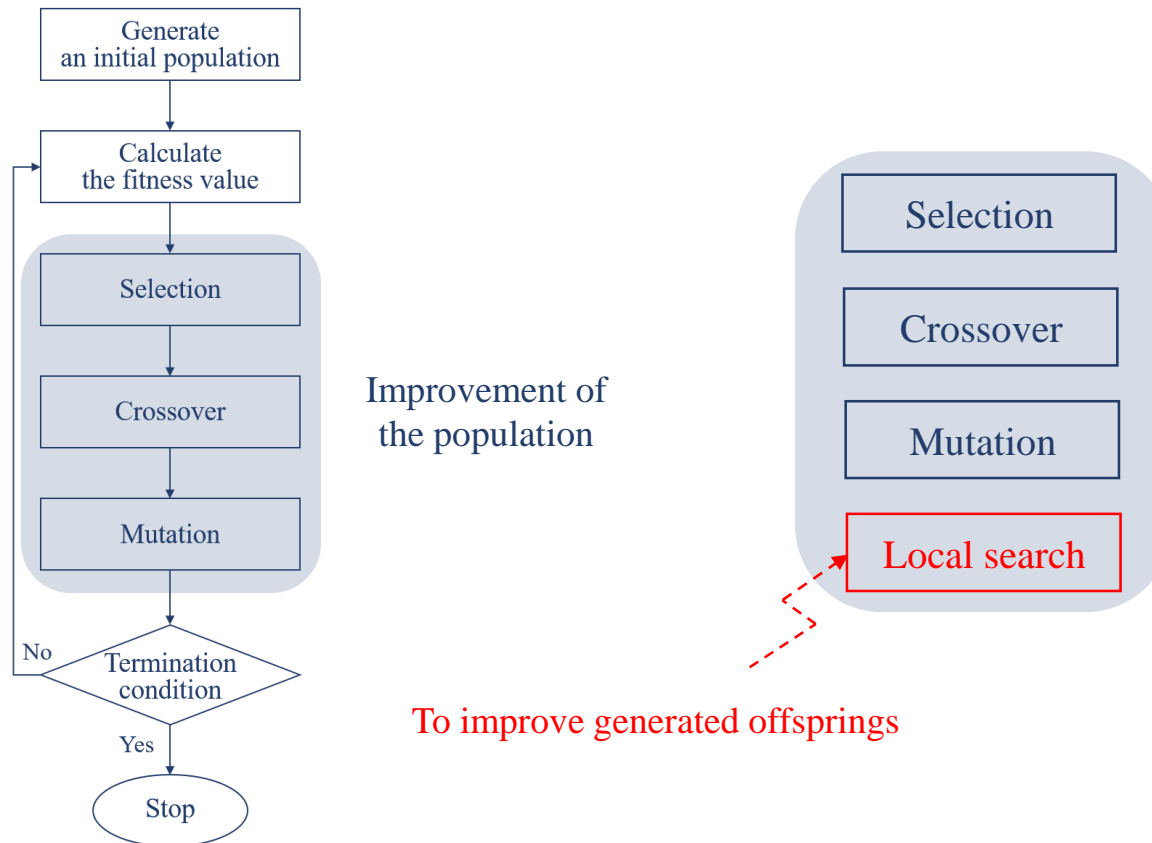 Generate
an initial population
Calculate
the fitness value
Selection
Crossover
Mutation
No
Termination
condition
Yes
Stop
Improvement of
the population
Selection
Crossover
Mutation
Local search
To improve generated offsprings